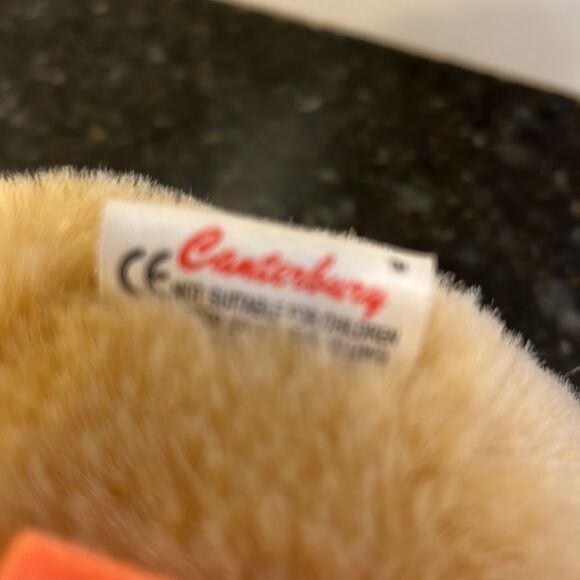 Canterbury
CE NOT SUITABLE FOR CHILDREN